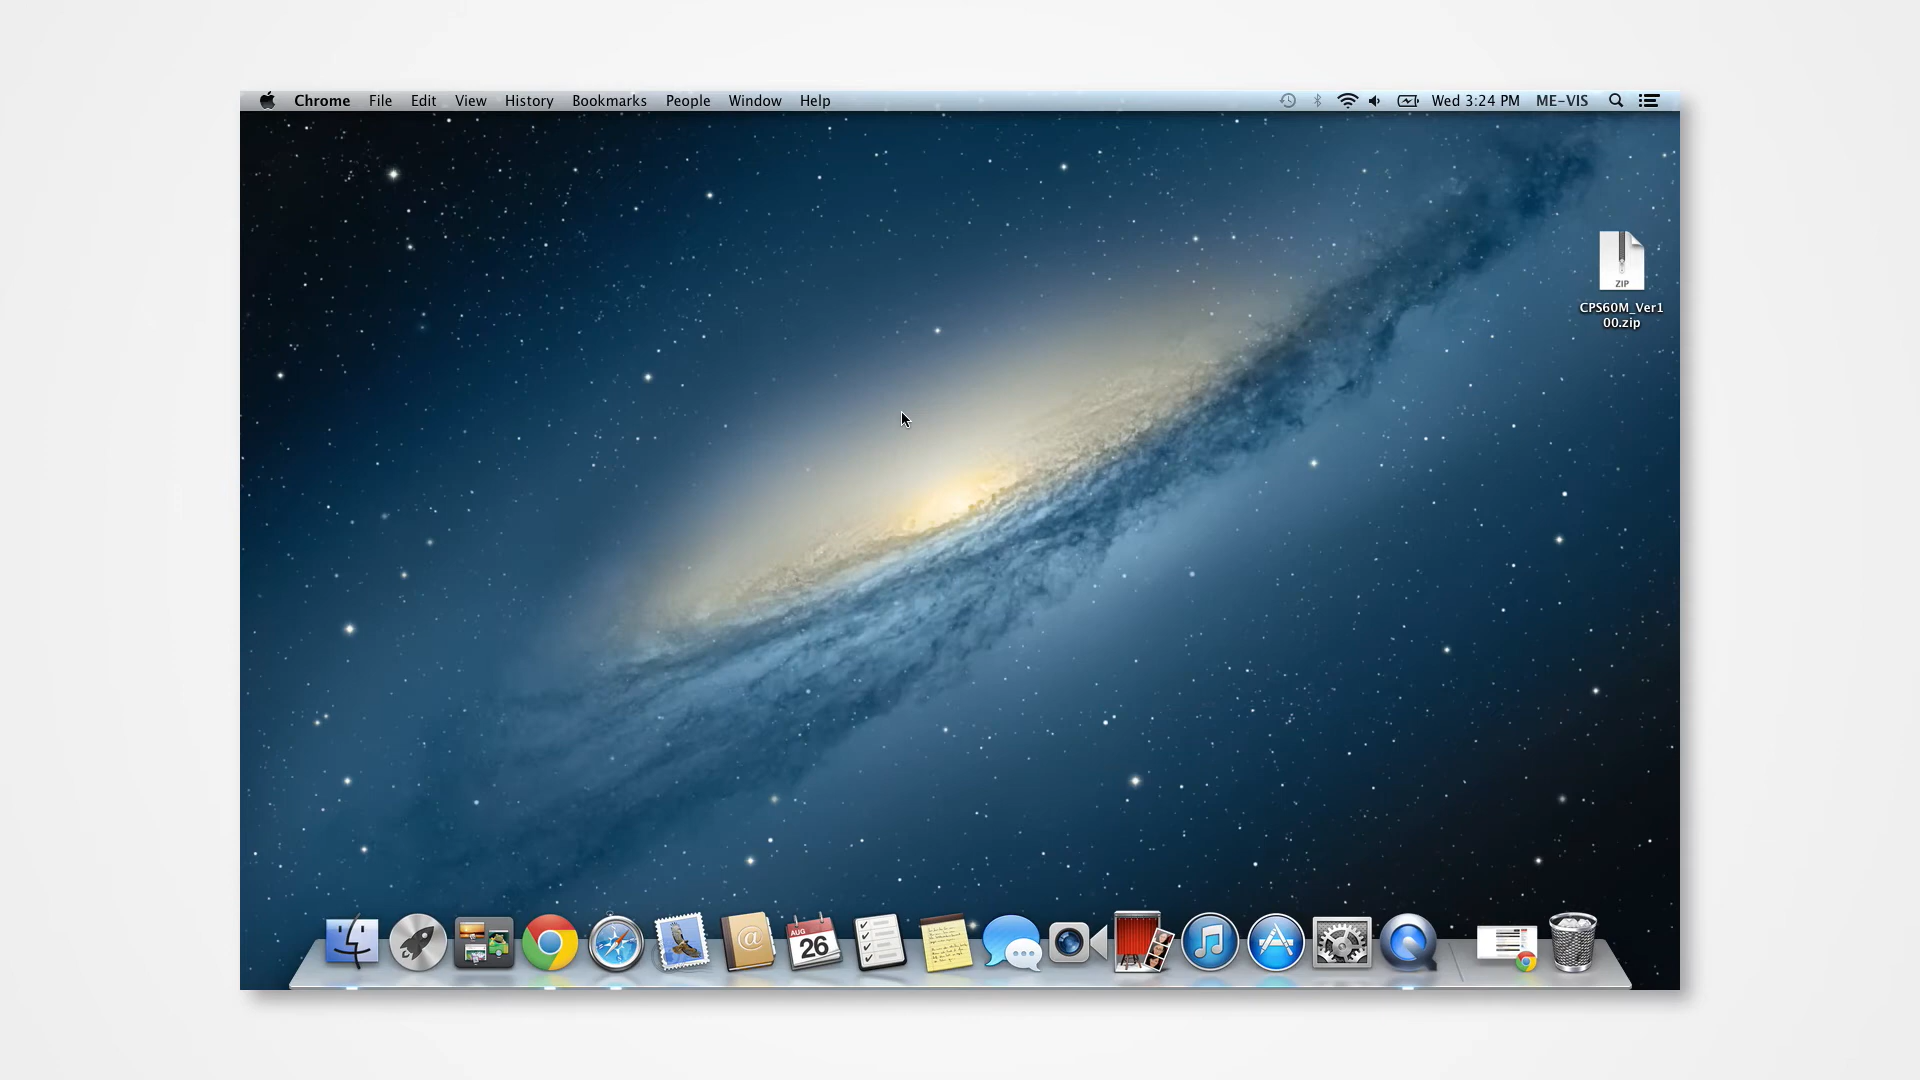 Chrome File Edit View History Bookmarks People Window Help Wed 3:24 PM ME-VIS
ZIP
CPS60M_Ver1
00.zip
AUG
26
@